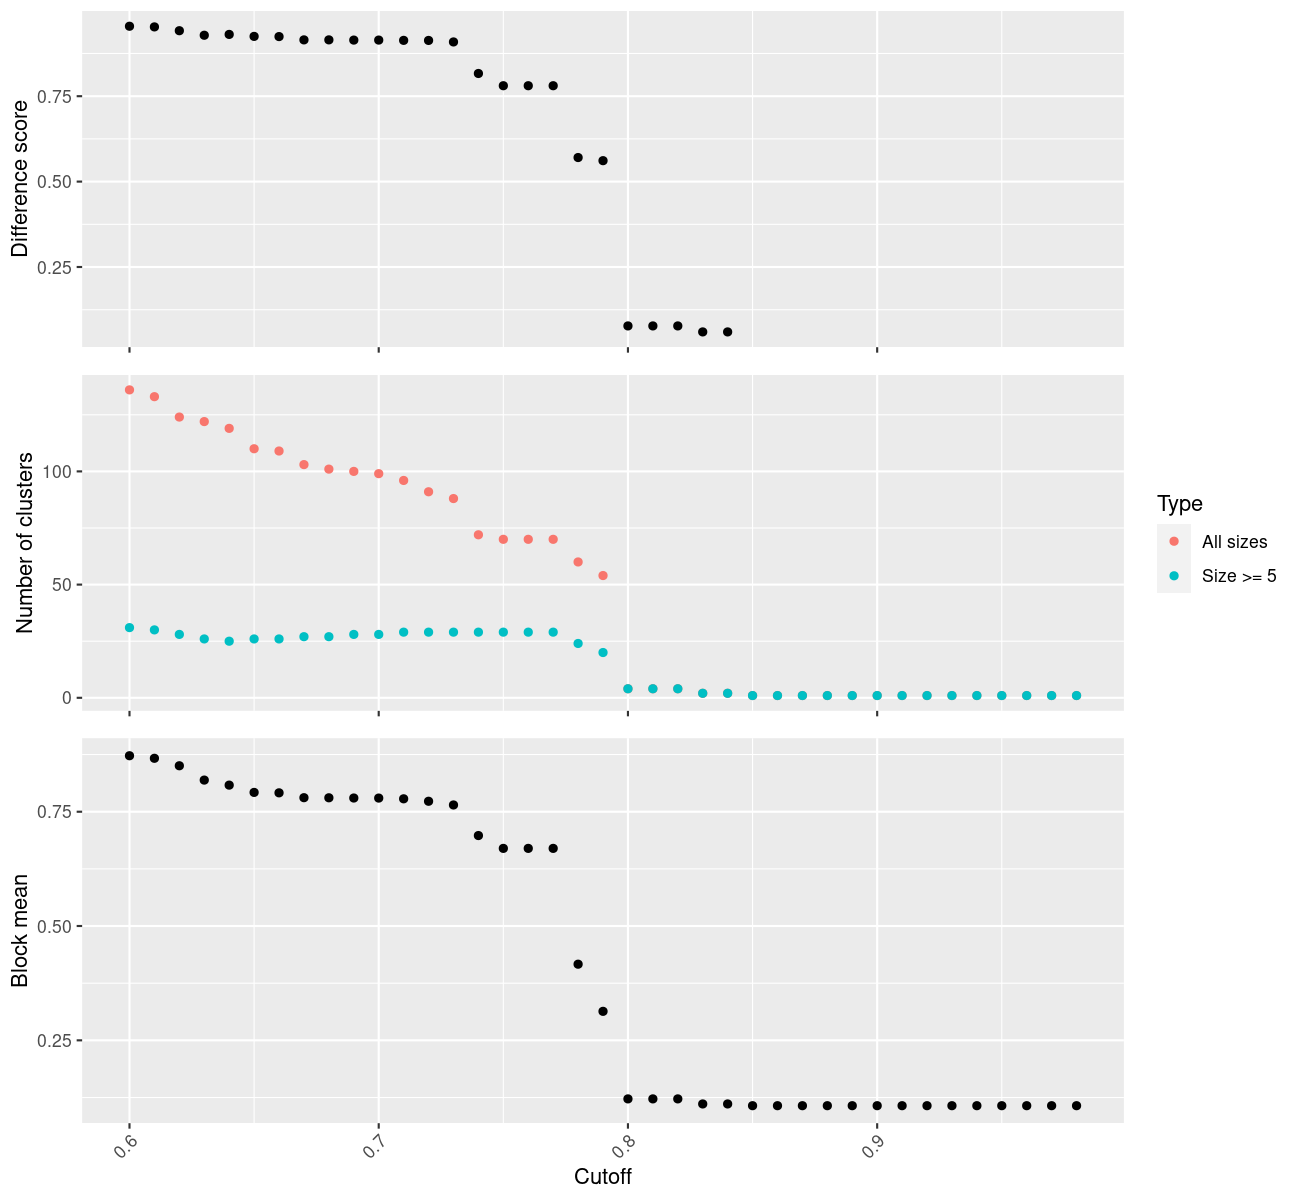 Difference score
0.75
0.50
0.25
Number of clusters
100
50
0
Type
All sizes
Size >= 5
Block mean
0.75
0.50
0.25
0.6
0.7
0.8
0.9
Cutoff